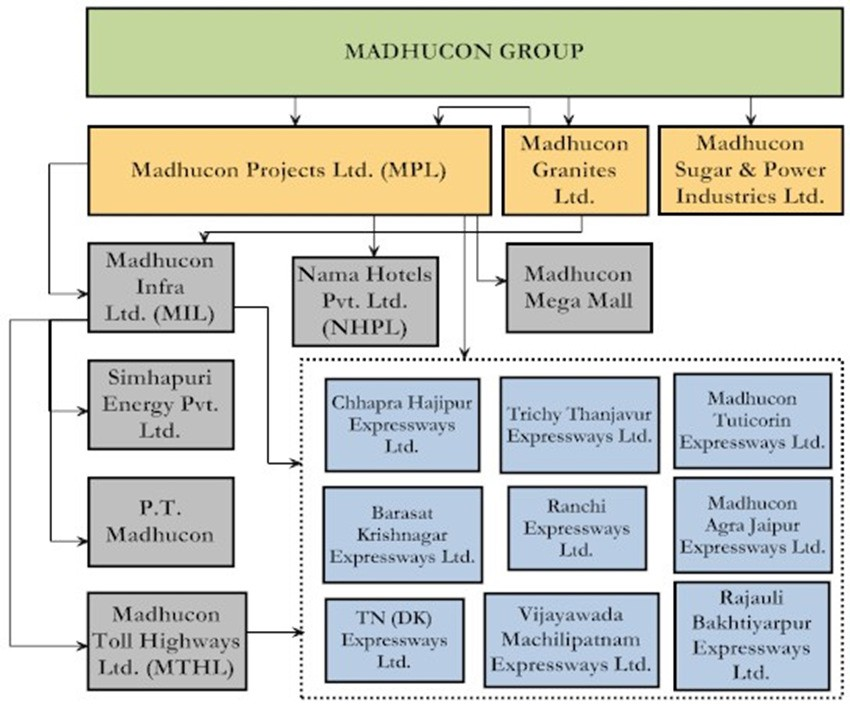 MADHUCON GROUP
Madhucon Projects Ltd. (MPL)
Madhucon
Granites
Ltd.
Madhucon
Sugar & Power
Industries Ltd.
Madhucon
Infra
Ltd. (MIL)
Nama Hotels
Pvt. Ltd.
(NHPL)
Madhucon
Mega Mall
Simhapuri
Energy Pvt.
Ltd.
P.T.
Madhucon
Madhucon
Toll Highways
Ltd. (MTHL)
Chhapra Hajipur
Expressways
Ltd.
Trichy Thanjavur
Expressways Ltd.
Madhucon
Tuticorin
Expressways Ltd.
Barasat
Krishnagar
Expressways Ltd.
Ranchi
Expressways
Ltd.
Madhucon
Agra Jaipur
Expressways Ltd.
TN (DK)
Expressways
Ltd.
Vijayawada
Machilipatnam
Expressways Ltd.
Rajauli
Bakhtiyarpur
Expressways
Ltd.